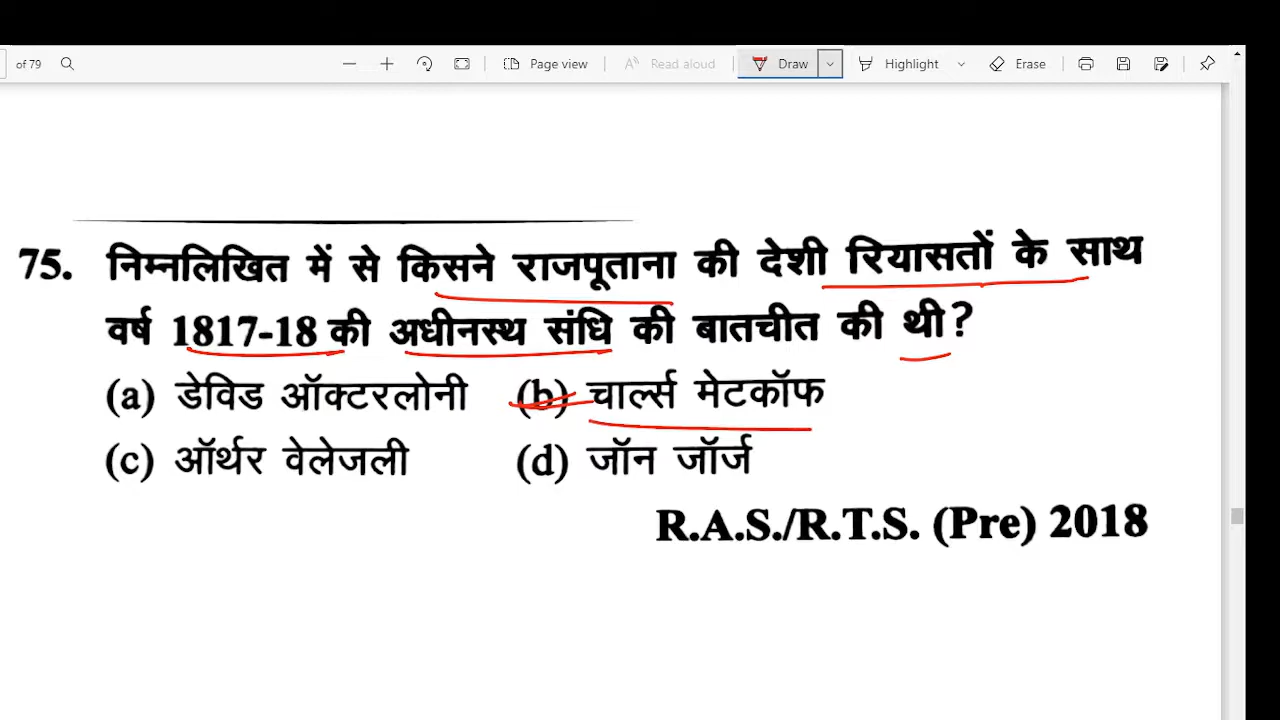 of 79 Page view Read aloud Draw Highlight Erase
75. निम्नलिखित में से किसने राजपूताना की देशी रियासतों के साथ
वर्ष 1817-18 की अधीनस्थ संधि की बातचीत की थी?
(a) डेविड ऑक्टरलोनी (b) चार्ल्स मेटकॉफ
(c) ऑर्थर वेलेजली (d) जॉन जॉर्ज
R.A.S./R.T.S. (Pre) 2018